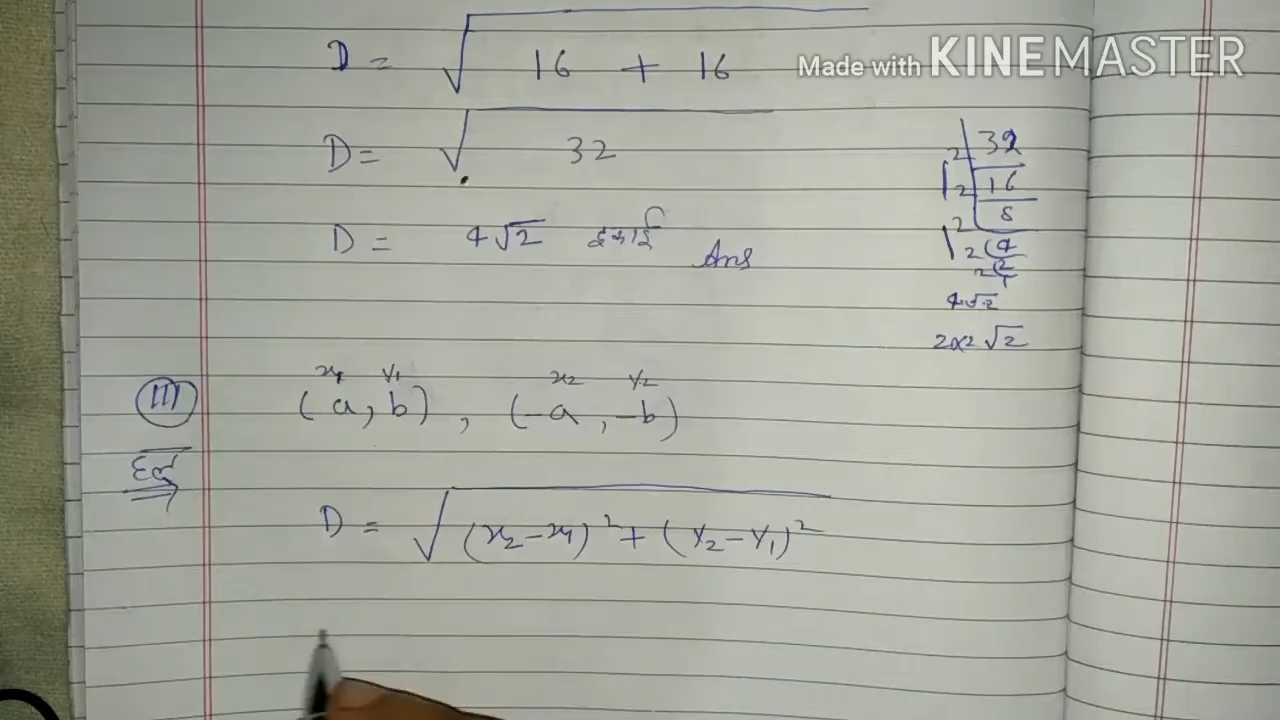 D = √16 + 16
Made with KINEMASTER
D = √32
D = 4√2 इकाई Ans
2 32
2 16
2 8
2 4
2 2
1
4√2
2×2√2
III
x1 y1 x2 y2
(a, b), (-a, -b)
हल
D = √(x2-x1)²+(y2-y1)²